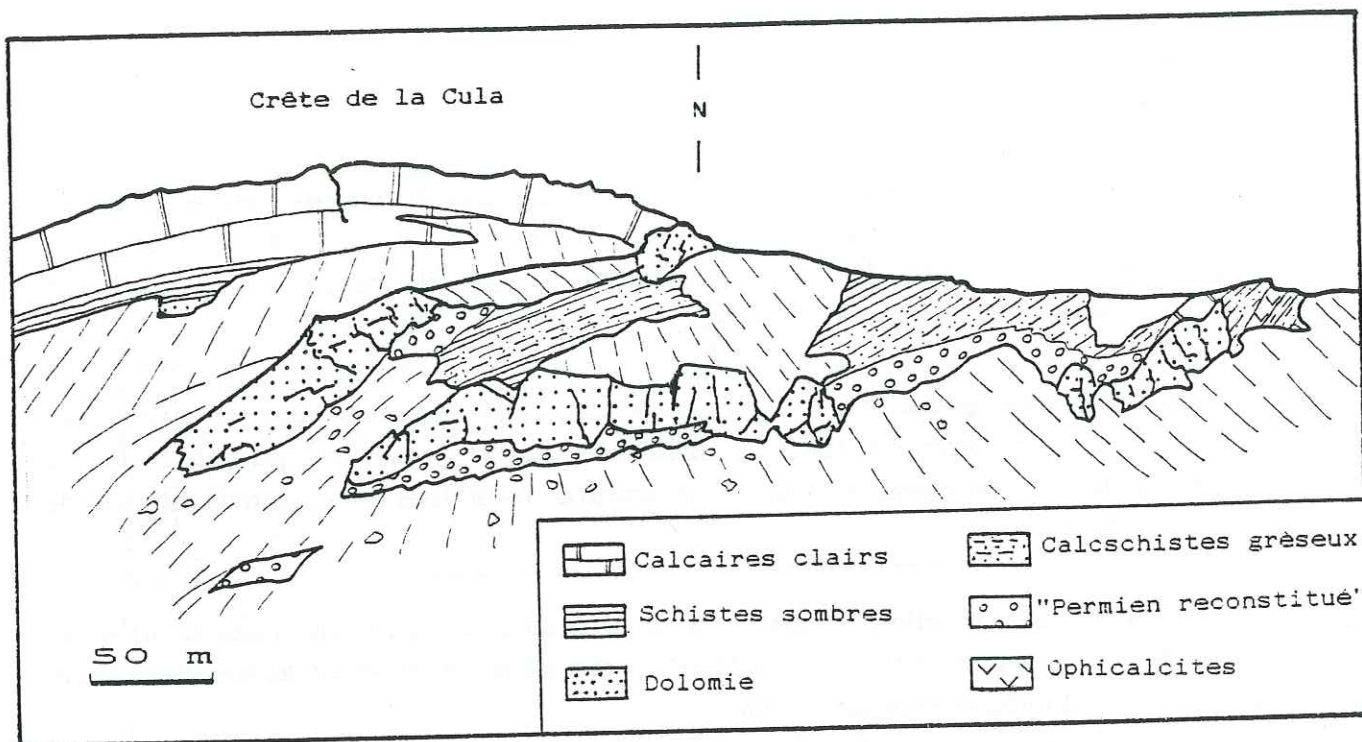 Crête de la Cula
N
50 m
Calcaires clairs
Schistes sombres
Dolomie
Calcschistes grèseux
"Permien reconstitué"
Ophicalcites